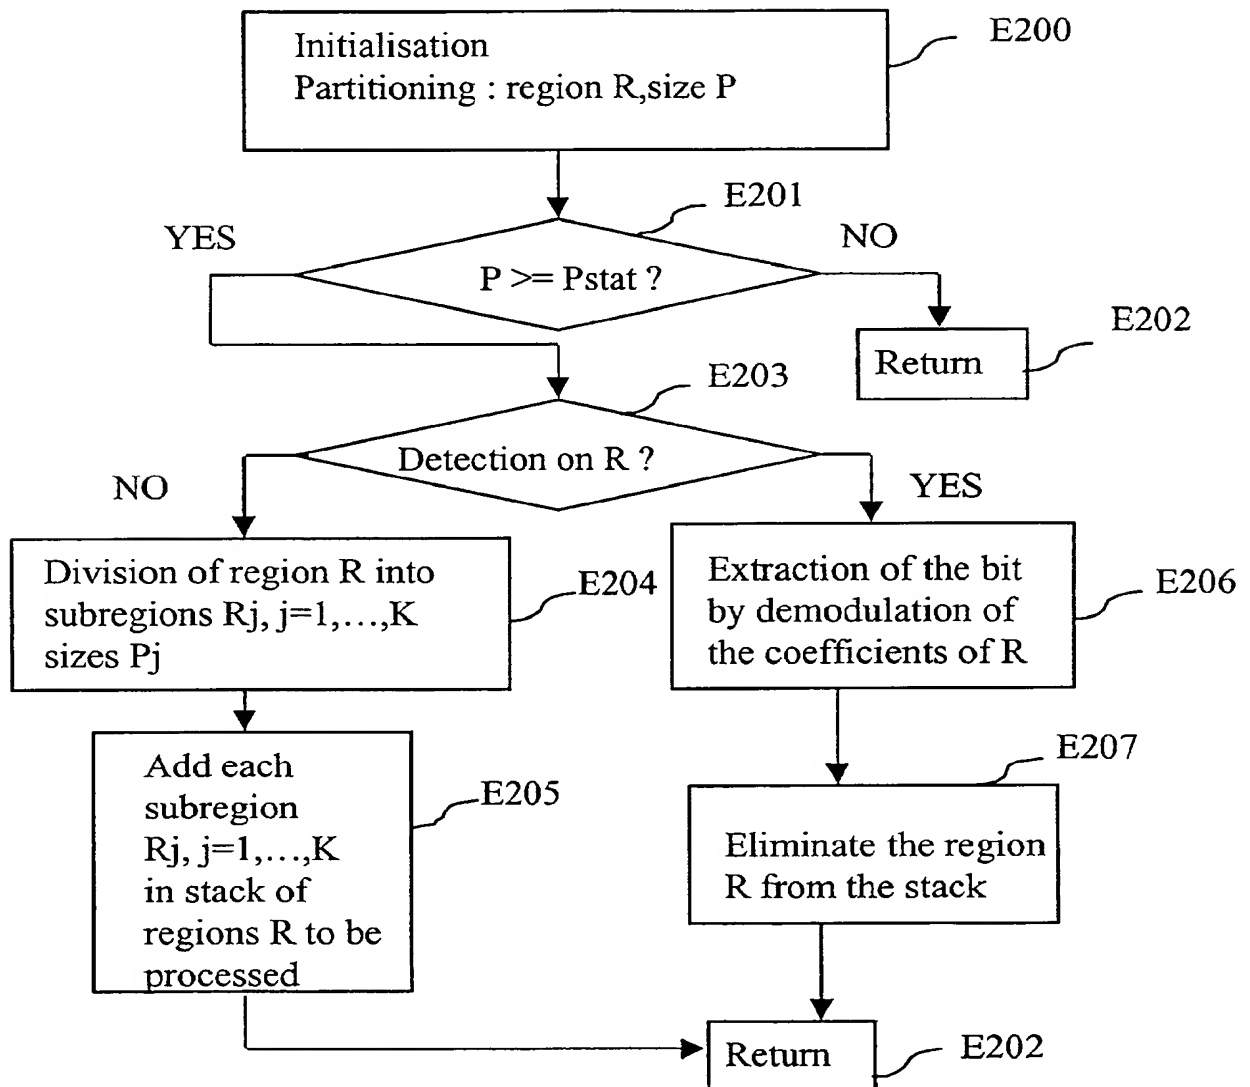 Initialisation
Partitioning : region R,size P
E200
E201
YES
NO
P >= Pstat ?
E202
Return
E203
Detection on R ?
NO
YES
Division of region R into
subregions Rj, j=1,...,K
sizes Pj
E204
Extraction of the bit
by demodulation of
the coefficients of R
E206
Add each
subregion
Rj, j=1,...,K
in stack of
regions R to be
processed
E205
E207
Eliminate the region
R from the stack
Return
E202